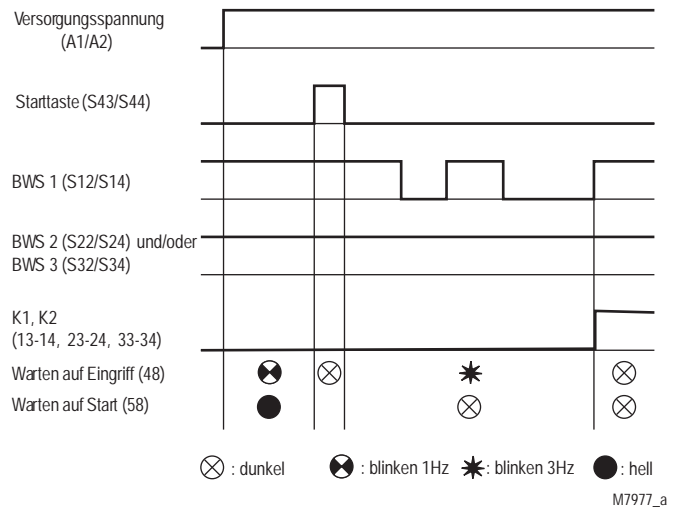 Versorgungsspannung
(A1/A2)
Starttaste (S43/S44)
BWS 1 (S12/S14)
BWS 2 (S22/S24) und/oder
BWS 3 (S32/S34)
K1, K2
(13-14, 23-24, 33-34)
Warten auf Eingriff (48)
Warten auf Start (58)
: dunkel : blinken 1Hz : blinken 3Hz : hell
M7977_a